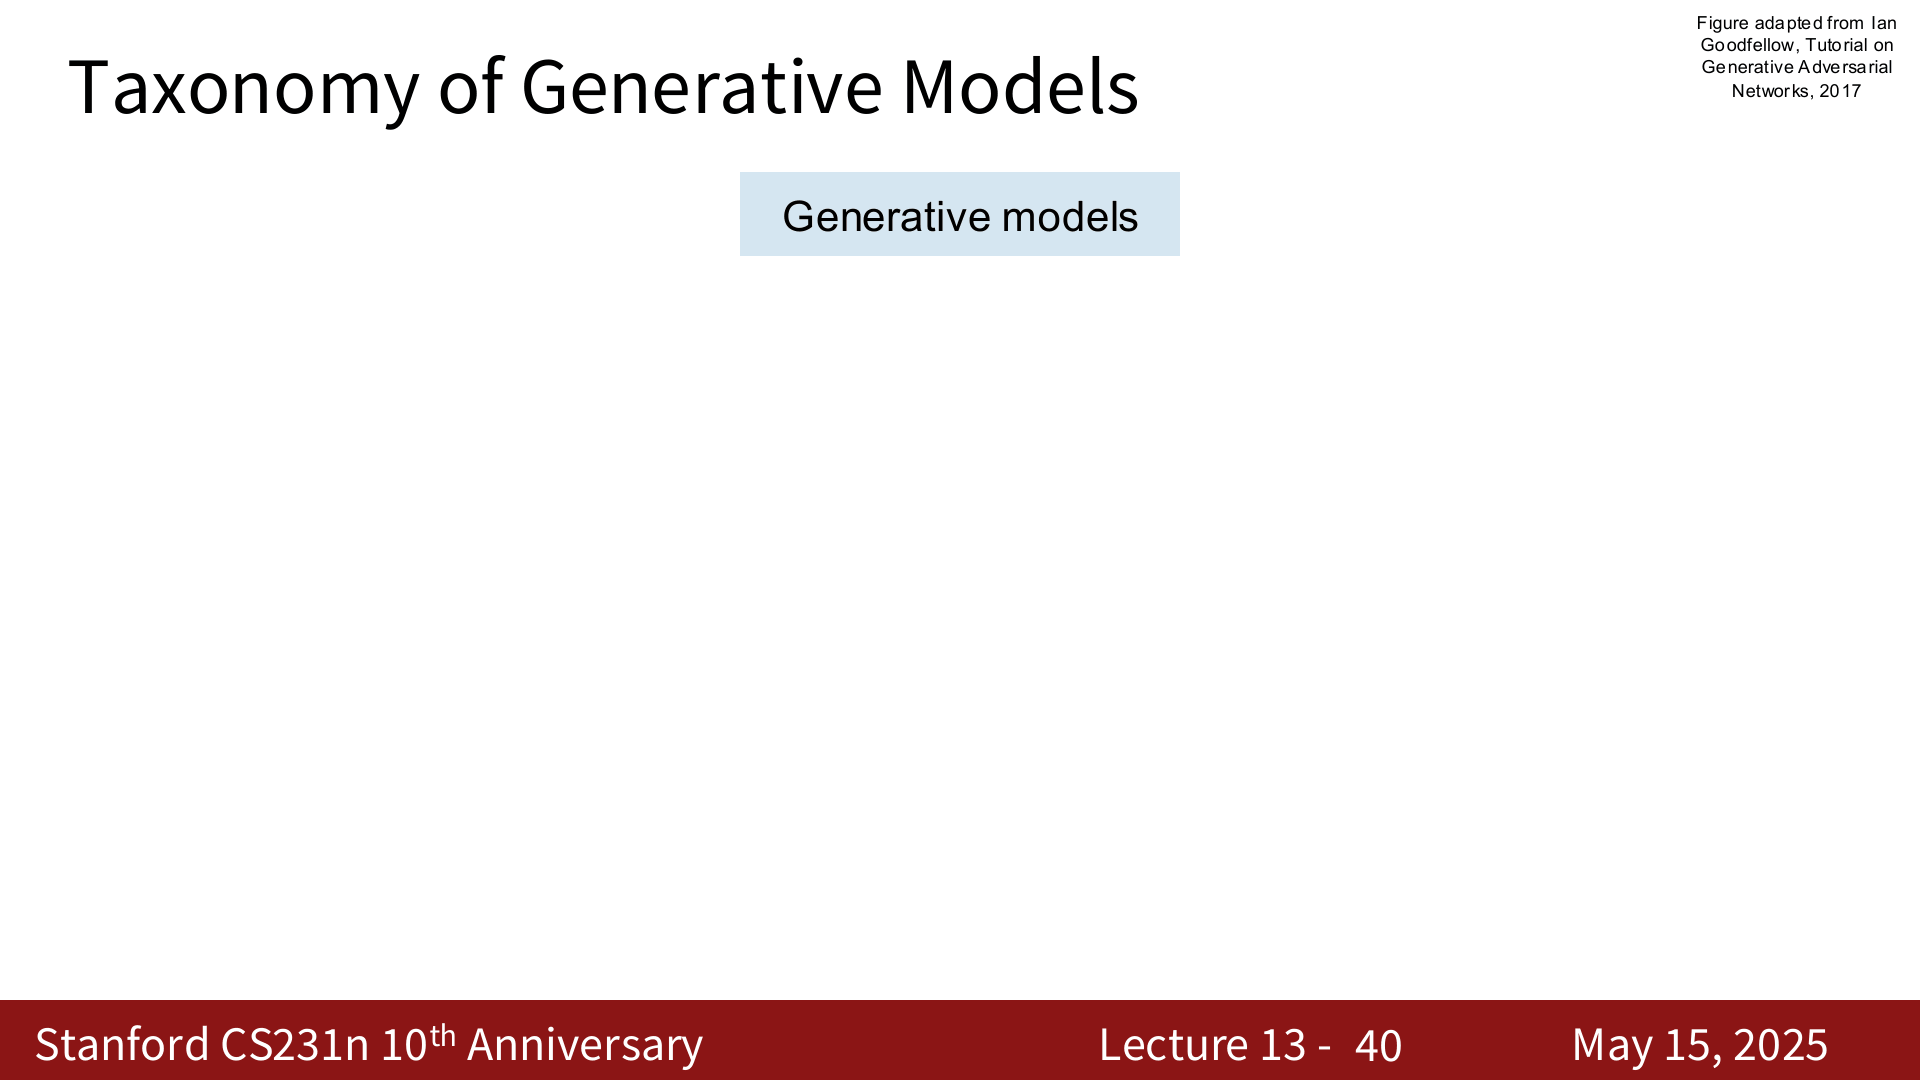 Taxonomy of Generative Models
Figure adapted from Ian
Goodfellow, Tutorial on
Generative Adversarial
Networks, 2017
Generative models
Stanford CS231n 10th Anniversary
Lecture 13 - 40
May 15, 2025